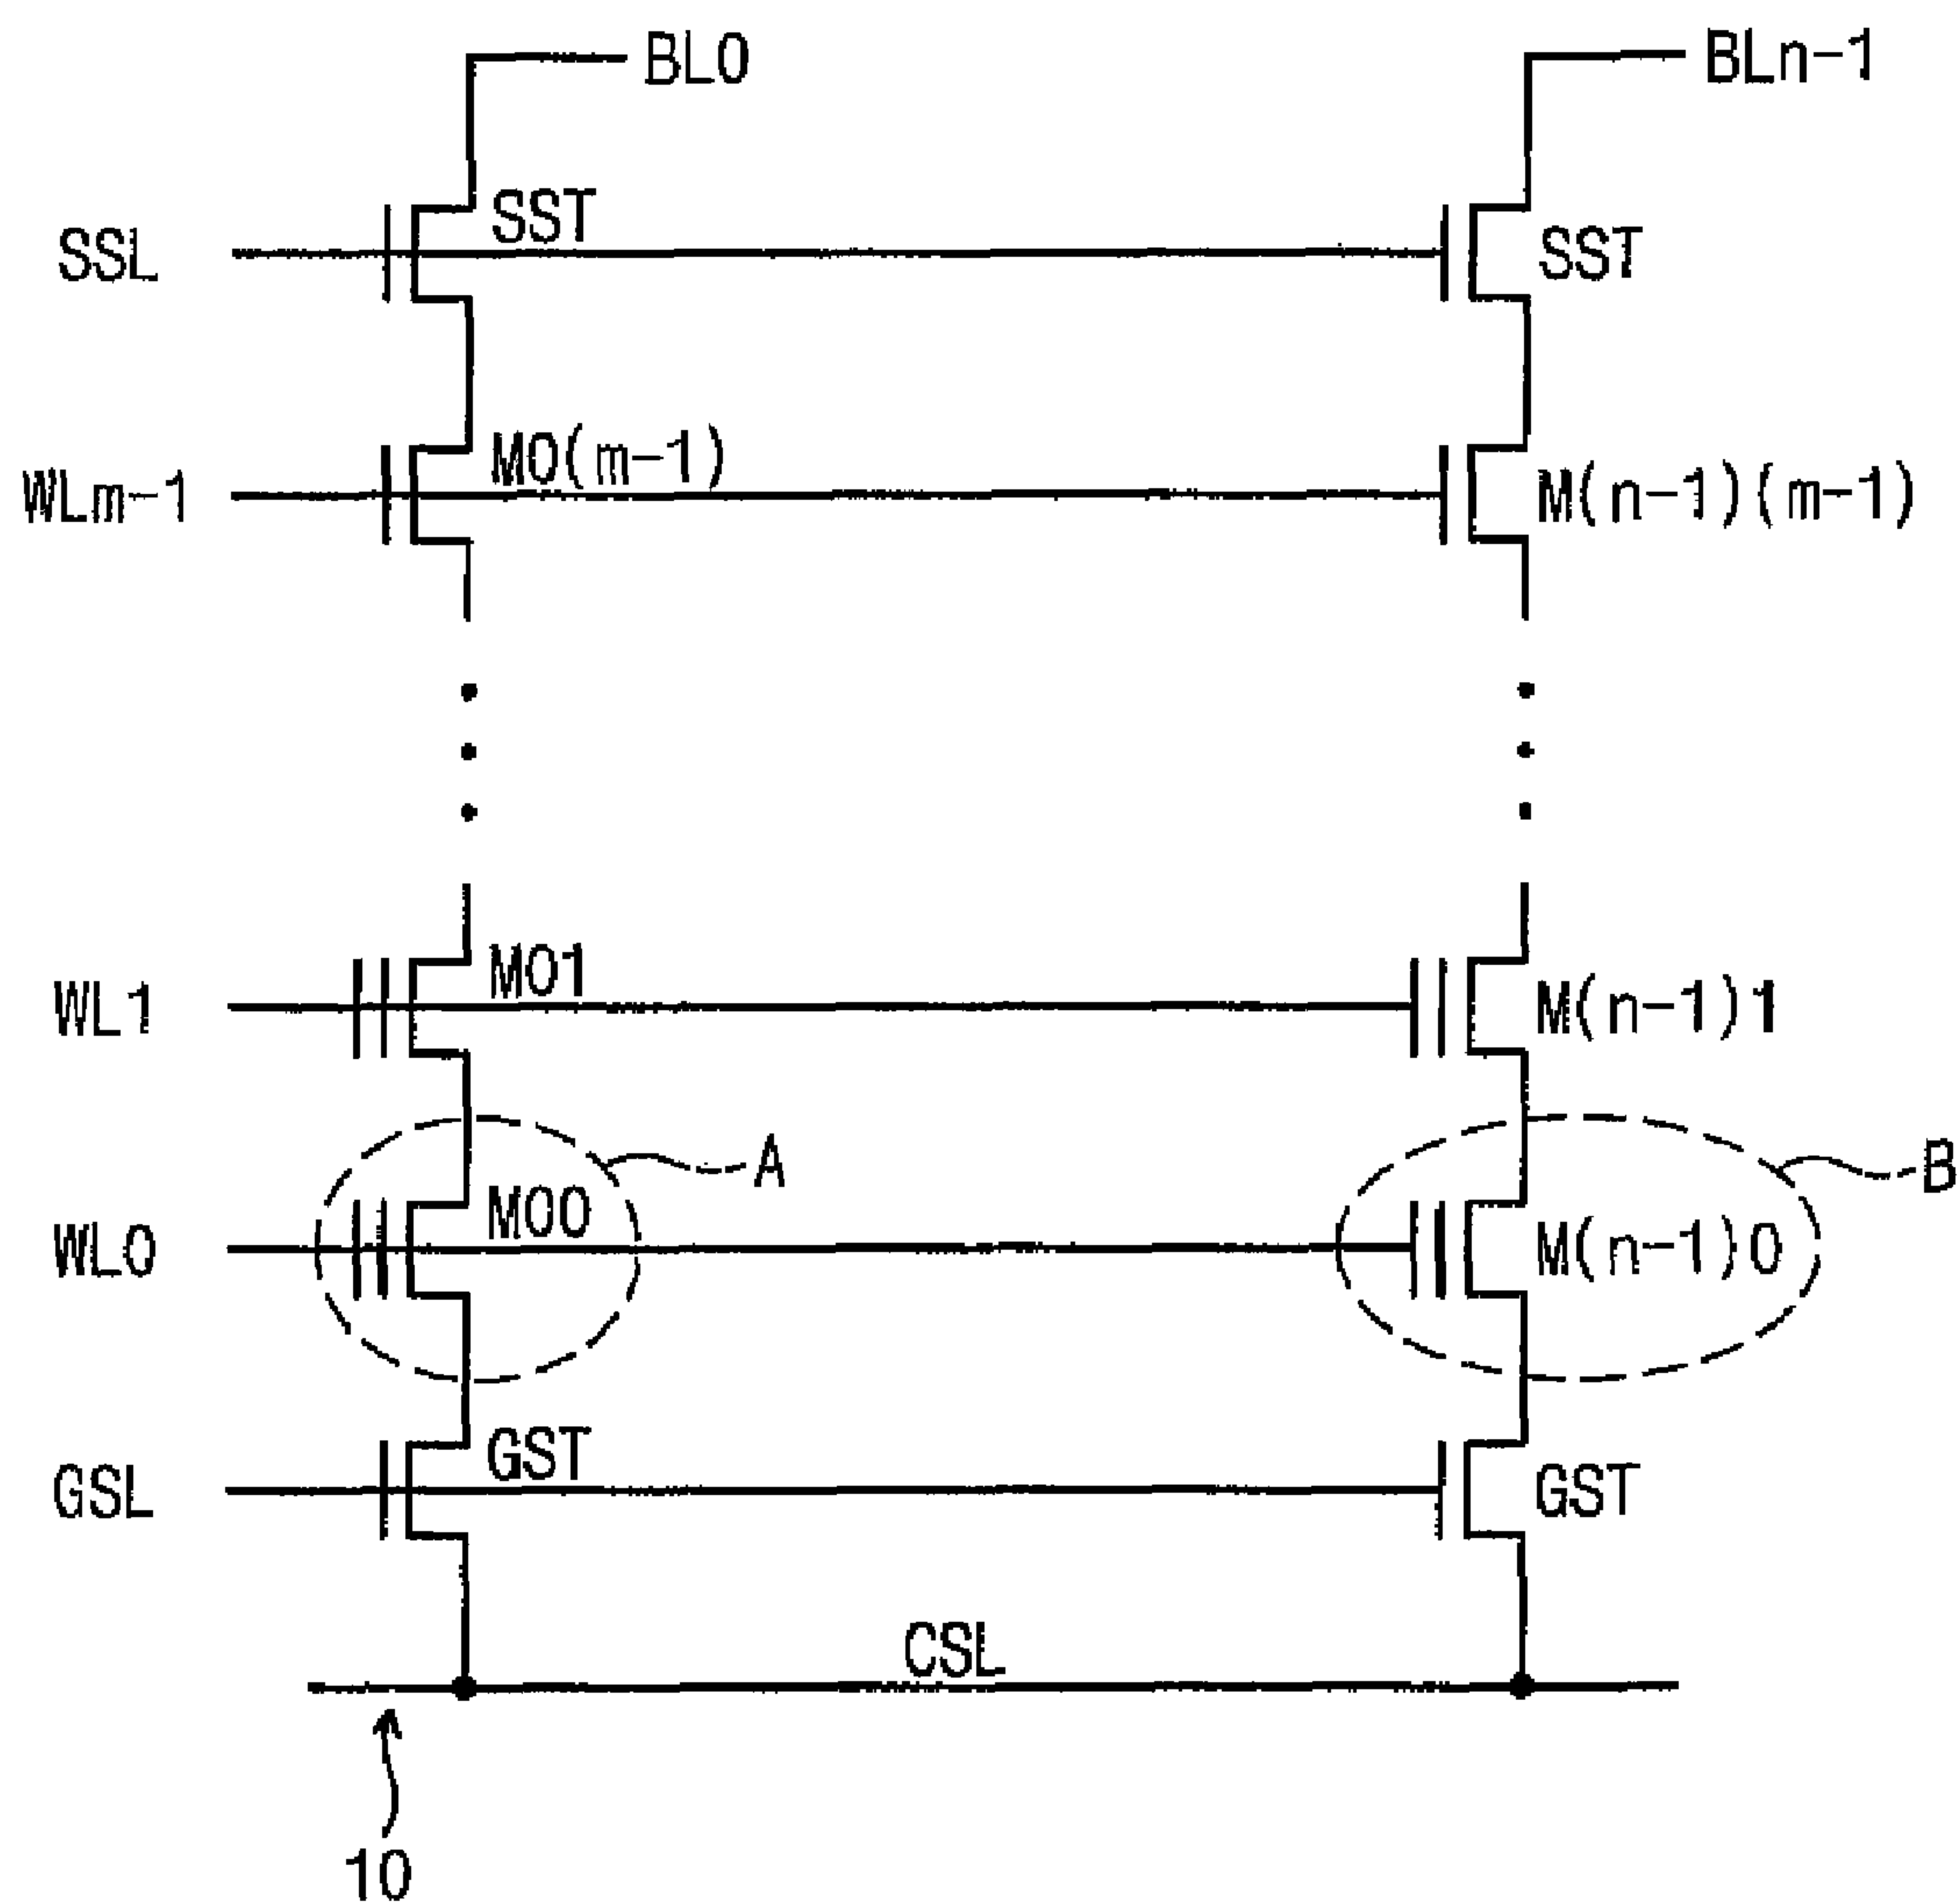 BL0
BLn-1
SSL
SST
SST
WLm-1
M0(m-1)
M(n-1)(m-1)
WL1
M01
M(n-1)1
A
B
WL0
M00
M(n-1)0
GSL
GST
GST
CSL
10